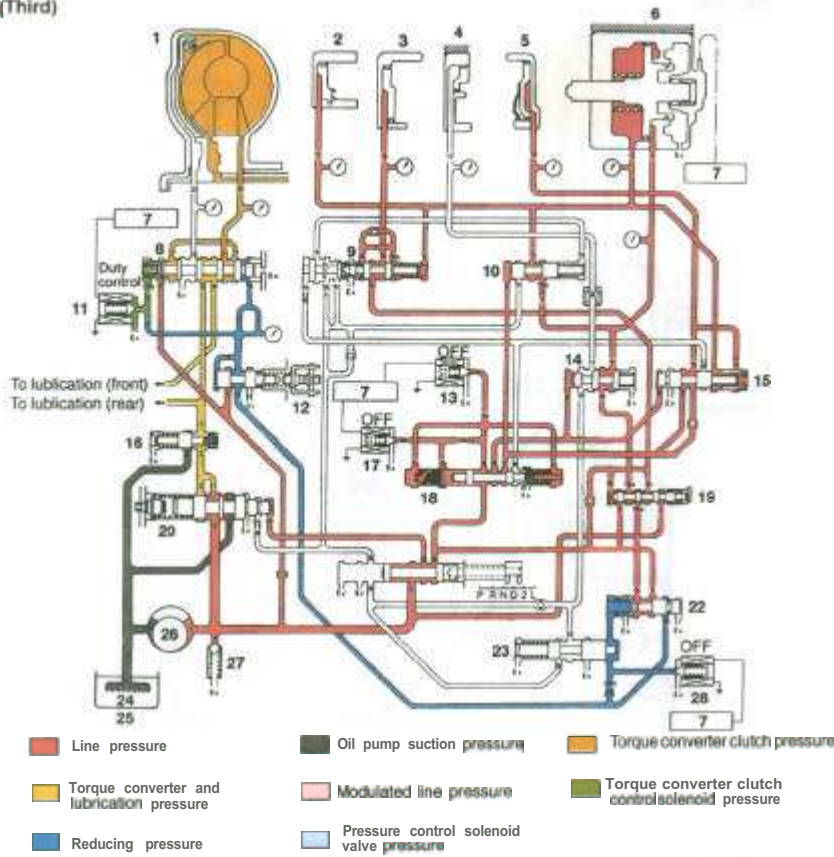 (Third)
1
2
3
4
5
6
7
7
8
9
10
Duty
control
11
OFF
14
To lublication (front)
7
15
To lublication (rear)
12
13
OFF
16
17
18
19
20
P R N D 2 L
22
26
23
OFF
27
24
28
25
7
Line pressure
Oil pump suction pressure
Torque converter clutch pressure
Torque converter and
lubrication pressure
Modulated line pressure
Torque converter clutch
control solenoid pressure
Reducing pressure
Pressure control solenoid
valve pressure